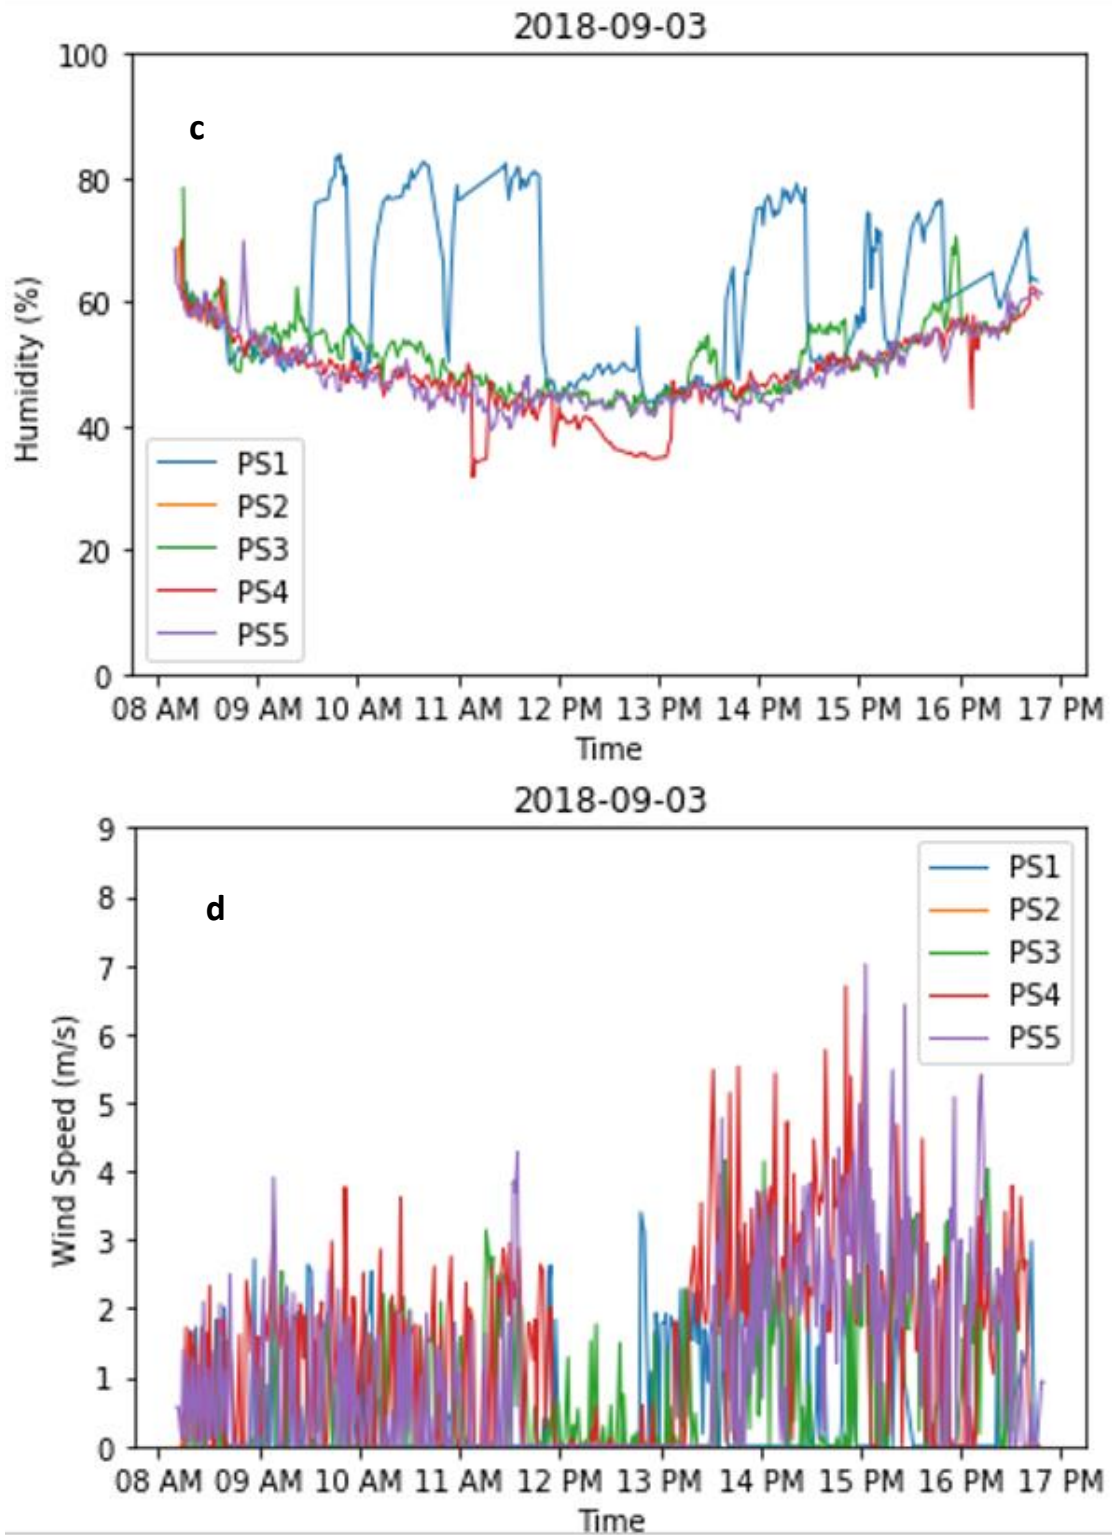 2018-09-03
100
80
60
40
20
0
Humidity (%)
c
PS1
PS2
PS3
PS4
PS5
08 AM 09 AM 10 AM 11 AM 12 PM 13 PM 14 PM 15 PM 16 PM 17 PM
Time
2018-09-03
9
8
7
6
5
4
3
2
1
0
Wind Speed (m/s)
d
PS1
PS2
PS3
PS4
PS5
08 AM 09 AM 10 AM 11 AM 12 PM 13 PM 14 PM 15 PM 16 PM 17 PM
Time